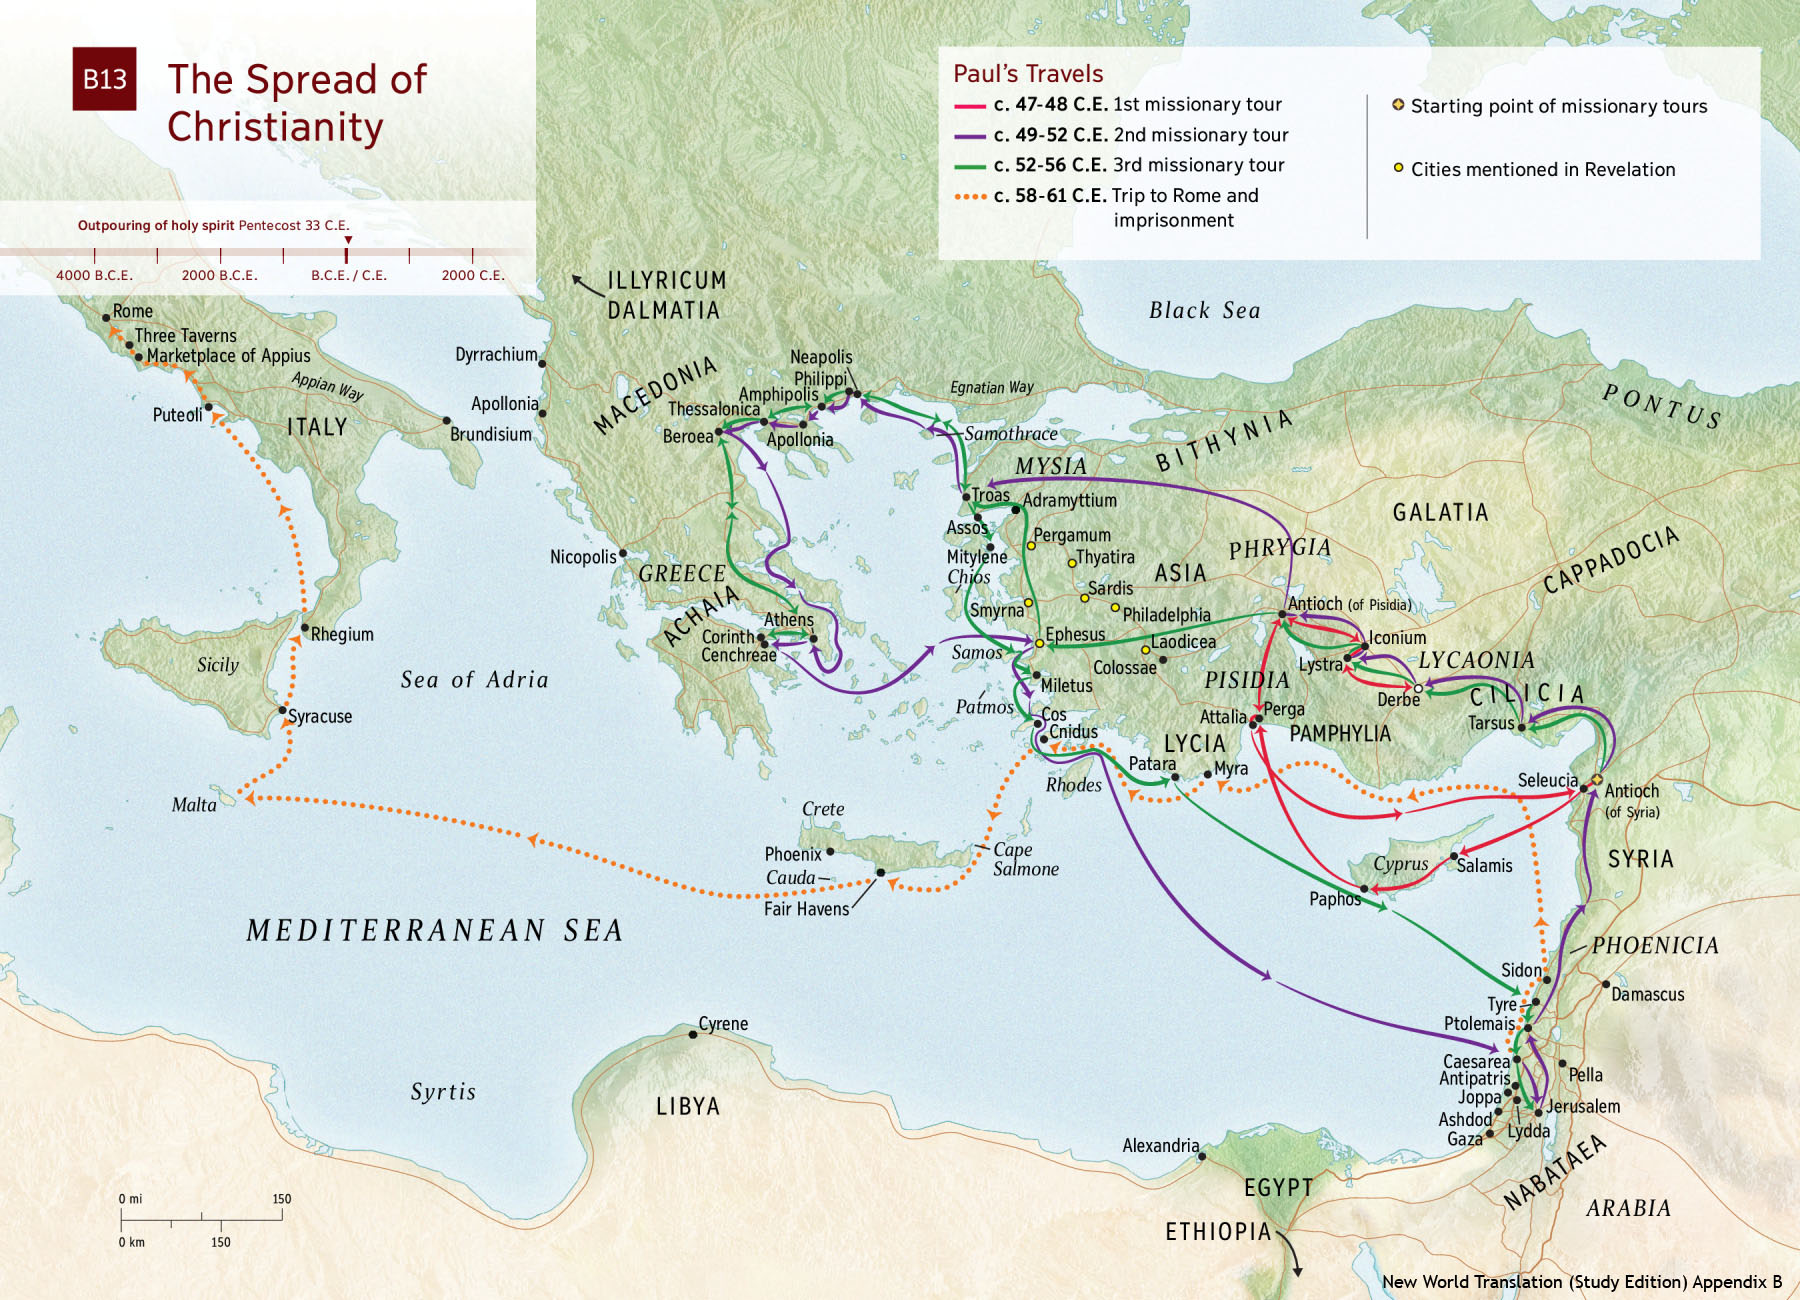 B13
The Spread of
Christianity
Outpouring of holy spirit Pentecost 33 C.E.
4000 B.C.E.
2000 B.C.E.
B.C.E. / C.E.
2000 C.E.
Paul's Travels
c. 47-48 C.E. 1st missionary tour
c. 49-52 C.E. 2nd missionary tour
c. 52-56 C.E. 3rd missionary tour
c. 58-61 C.E. Trip to Rome and
imprisonment
Starting point of missionary tours
Cities mentioned in Revelation
ILLYRICUM
DALMATIA
Black Sea
Rome
Three Taverns
Marketplace of Appius
Appian Way
Puteoli
ITALY
Brundisium
Dyrrachium
Apollonia
MACEDONIA
Neapolis
Philippi
Amphipolis
Thessalonica
Beroea
Apollonia
Egnatian Way
Samothrace
BITHYNIA
PONTUS
MYSIA
Troas
Adramyttium
Assos
Mitylene
Chios
Pergamum
Thyatira
Sardis
Smyrna
Philadelphia
ASIA
PHRYGIA
GALATIA
CAPPADOCIA
Nicopolis
GREECE
ACHAIA
Athens
Corinth
Cenchreae
Ephesus
Samos
Laodicea
Colossae
Miletus
Patmos
Cos
Cnidus
Rhodes
Antioch (of Pisidia)
Iconium
Lystra
LYCAONIA
Derbe
PISIDIA
CILICIA
Tarsus
Attalia
Perga
PAMPHYLIA
LYCIA
Patara
Myra
Seleucia
Antioch
(of Syria)
SYRIA
Rhegium
Sicily
Syracuse
Sea of Adria
Malta
Crete
Phoenix
Cauda
Fair Havens
Cape
Salmone
Cyprus
Salamis
Paphos
MEDITERRANEAN SEA
PHOENICIA
Sidon
Damascus
Tyre
Ptolemais
Caesarea
Antipatris
Joppa
Ashdod
Gaza
Lydda
Pella
Jerusalem
Cyrene
Syrtis
LIBYA
Alexandria
EGYPT
ETHIOPIA
NABATAEA
ARABIA
0 mi
150
0 km
150
New World Translation (Study Edition) Appendix B